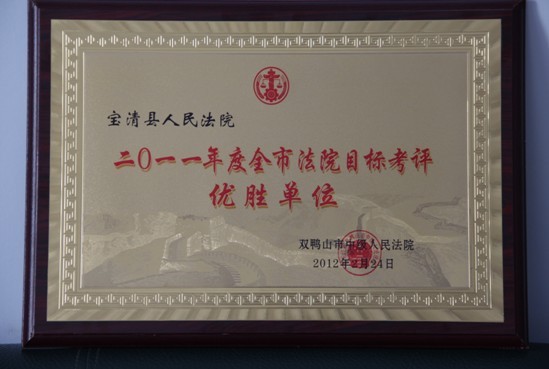 宝清县人民法院
二〇一一年度全市法院目标考评
优胜单位
双鸭山市中级人民法院
2012年2月24日